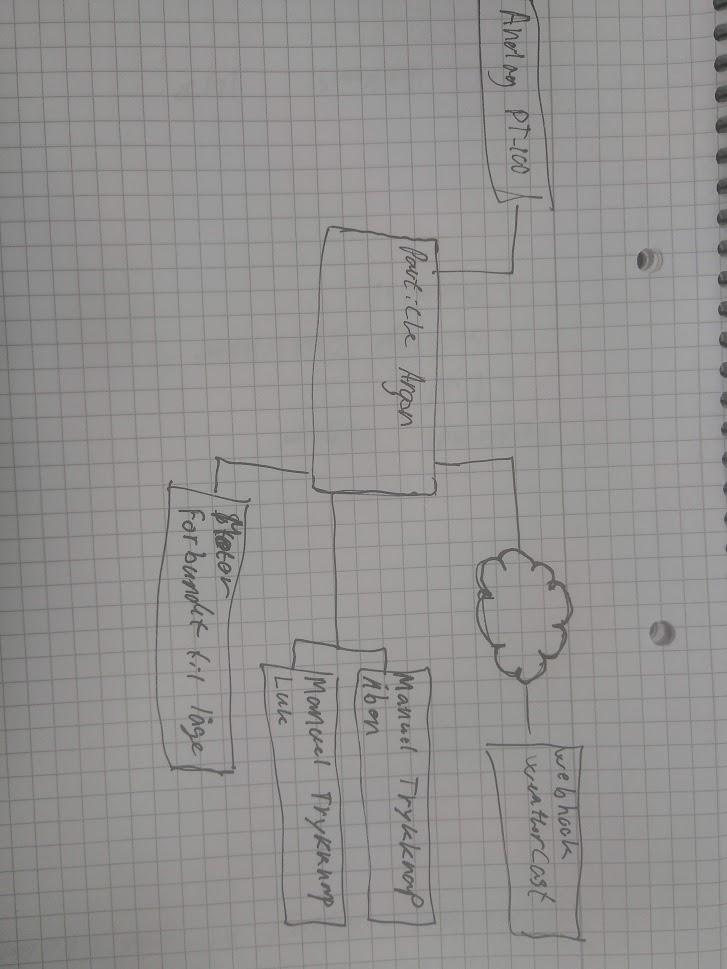 webhook
weatherCast
Analog PT-100
Particle Argon
Manuel Trykknap
Åben
Manuel Trykknap
Luk
Motor
Forbundet til låge